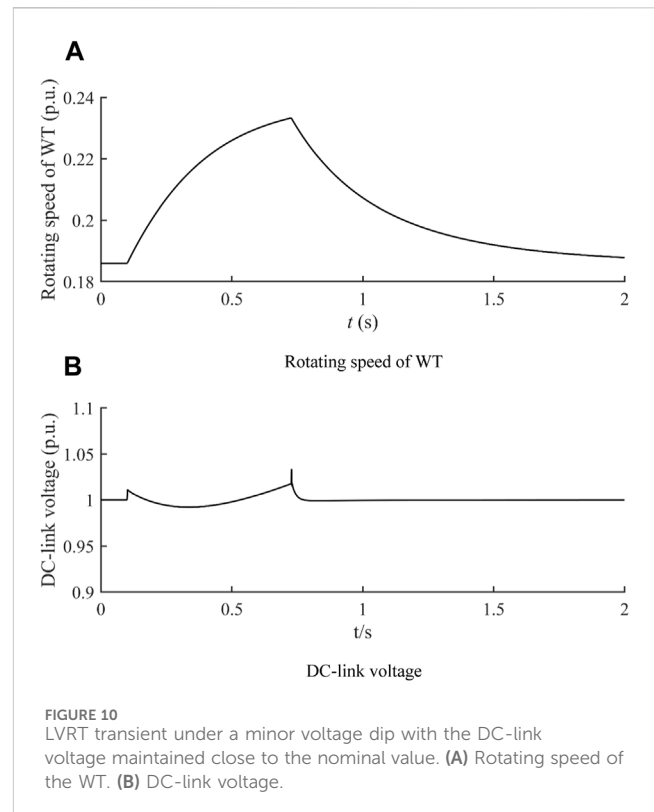 A
Rotating speed of WT (p.u.)
0.24
0.22
0.2
0.18
0 0.5 1 1.5 2
t (s)
Rotating speed of WT
B
DC-link voltage (p.u.)
1.1
1.05
1
0.95
0.9
0 0.5 1 1.5 2
t/s
DC-link voltage
FIGURE 10
LVRT transient under a minor voltage dip with the DC-link
voltage maintained close to the nominal value. (A) Rotating speed of
the WT. (B) DC-link voltage.